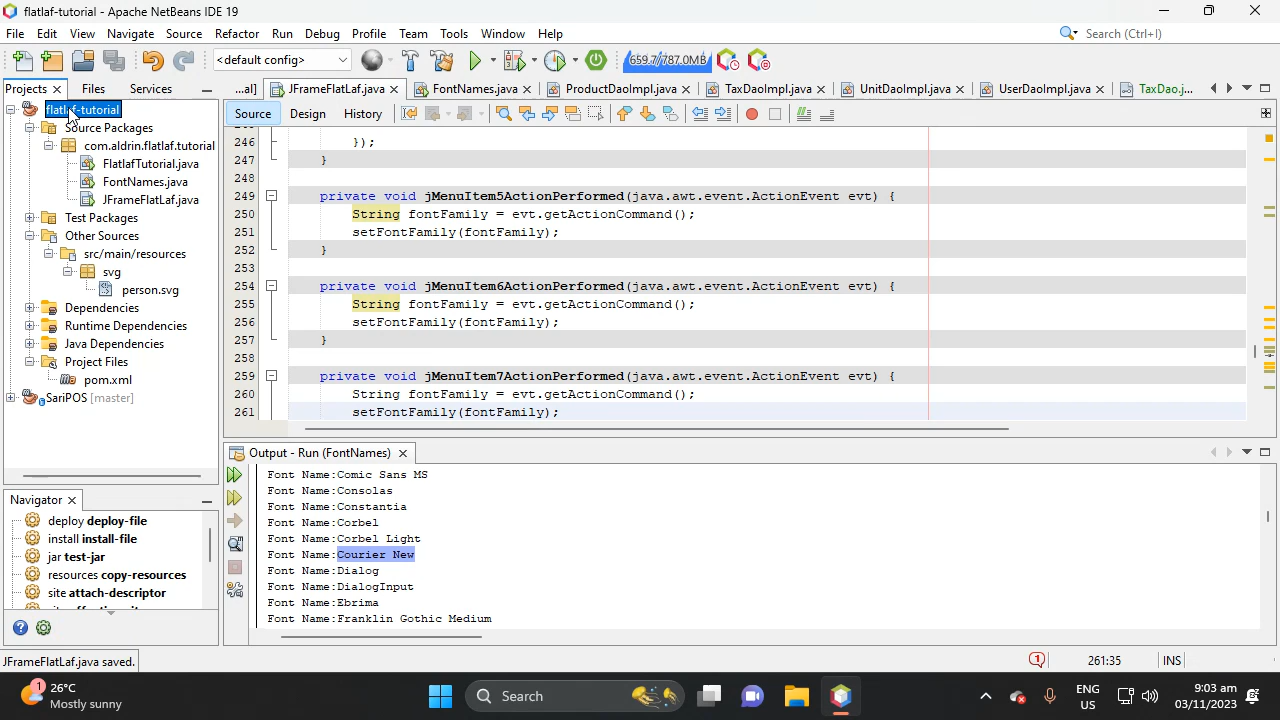 flatlaf-tutorial - Apache NetBeans IDE 19
File Edit View Navigate Source Refactor Run Debug Profile Team Tools Window Help
Search (Ctrl+I)
<default config>
659.7/787.0MB
Projects Files Services
...al] JFrameFlatLaf.java FontNames.java ProductDaoImpl.java TaxDaoImpl.java UnitDaoImpl.java UserDaoImpl.java TaxDao.j...
Source Design History
flatlaf-tutorial
Source Packages
com.aldrin.flatlaf.tutorial
FlatlafTutorial.java
FontNames.java
JFrameFlatLaf.java
Test Packages
Other Sources
src/main/resources
svg
person.svg
Dependencies
Runtime Dependencies
Java Dependencies
Project Files
pom.xml
SariPOS [master]
246 });
247 }
248
249 private void jMenuItem5ActionPerformed(java.awt.event.ActionEvent evt) {
250 String fontFamily = evt.getActionCommand();
251 setFontFamily(fontFamily);
252 }
253
254 private void jMenuItem6ActionPerformed(java.awt.event.ActionEvent evt) {
255 String fontFamily = evt.getActionCommand();
256 setFontFamily(fontFamily);
257 }
258
259 private void jMenuItem7ActionPerformed(java.awt.event.ActionEvent evt) {
260 String fontFamily = evt.getActionCommand();
261 setFontFamily(fontFamily);
Navigator
deploy deploy-file
install install-file
jar test-jar
resources copy-resources
site attach-descriptor
Output - Run (FontNames)
Font Name:Comic Sans MS
Font Name:Consolas
Font Name:Constantia
Font Name:Corbel
Font Name:Corbel Light
Font Name:Courier New
Font Name:Dialog
Font Name:DialogInput
Font Name:Ebrima
Font Name:Franklin Gothic Medium
JFrameFlatLaf.java saved.
1
261:35
INS
1
26°C
Mostly sunny
Search
ENG
US
9:03 am
03/11/2023